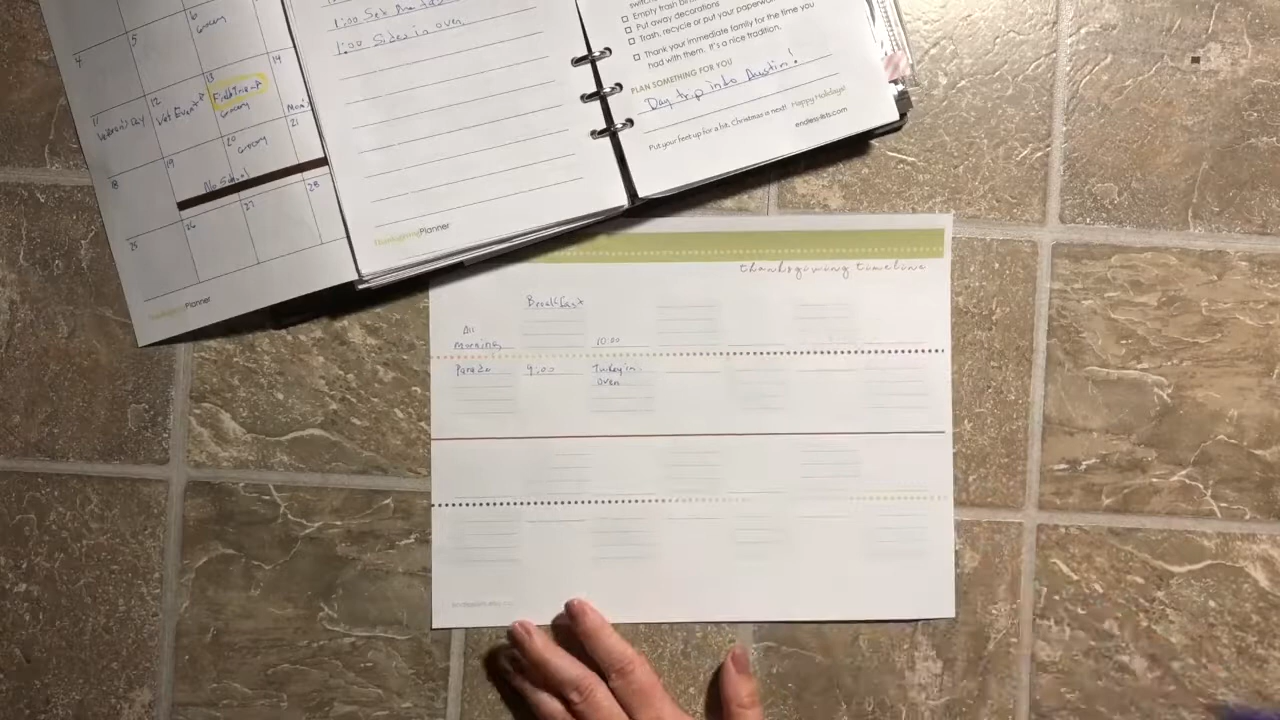 4
5
6
Grocery
11
Veteran's Day
12
Vet Event
13
Field Trip
Grocery
14
18
19
20
Grocery
21
No School
25
26
27
28
ThanksgivingPlanner
1:00 Sides in oven
ThanksgivingPlanner
Empty trash
Put away decorations
Trash, recycle or put your
Thank your immediate family for the time you
had with them. It's a nice tradition.
PLAN SOMETHING FOR YOU
Day trip into Austin!
Put your feet up for a bit, Christmas is next! Happy Holidays!
thanksgiving timeline
Breakfast
All
morning
10:00
Parade
9:00
Turkey in
oven